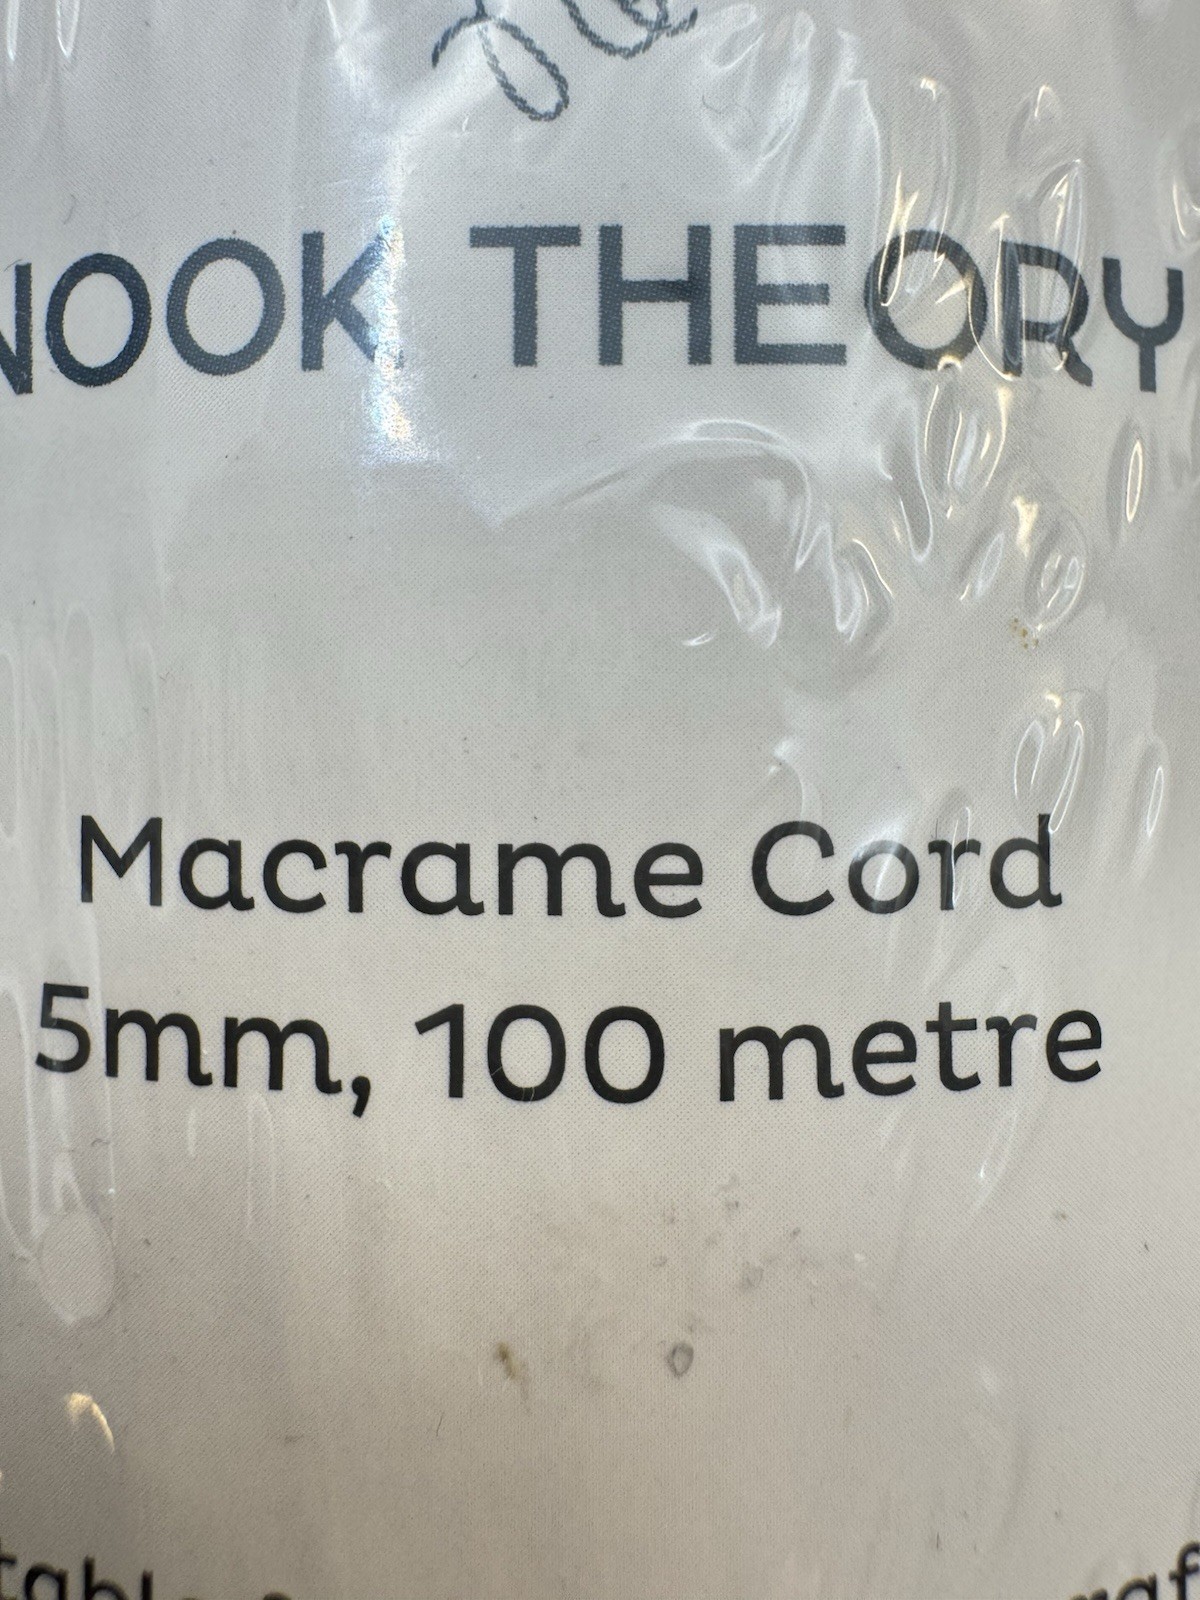 NOOK THEORY
Macrame Cord
5mm, 100 metre